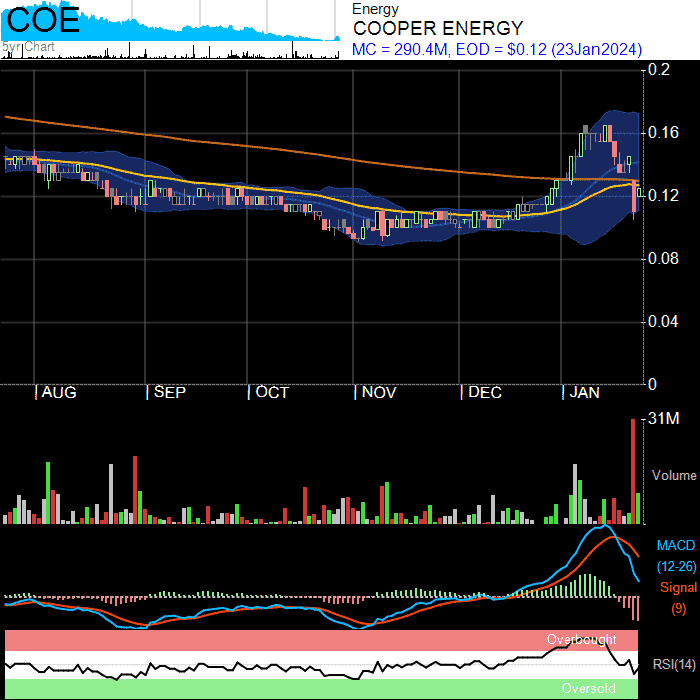 COE
5yr Chart
Energy
COOPER ENERGY
MC = 290.4M, EOD = $0.12 (23Jan2024)
0.2
0.16
0.12
0.08
0.04
0
AUG
SEP
OCT
NOV
DEC
JAN
31M
Volume
MACD
(12-26)
Signal
(9)
Overbought
RSI(14)
Oversold